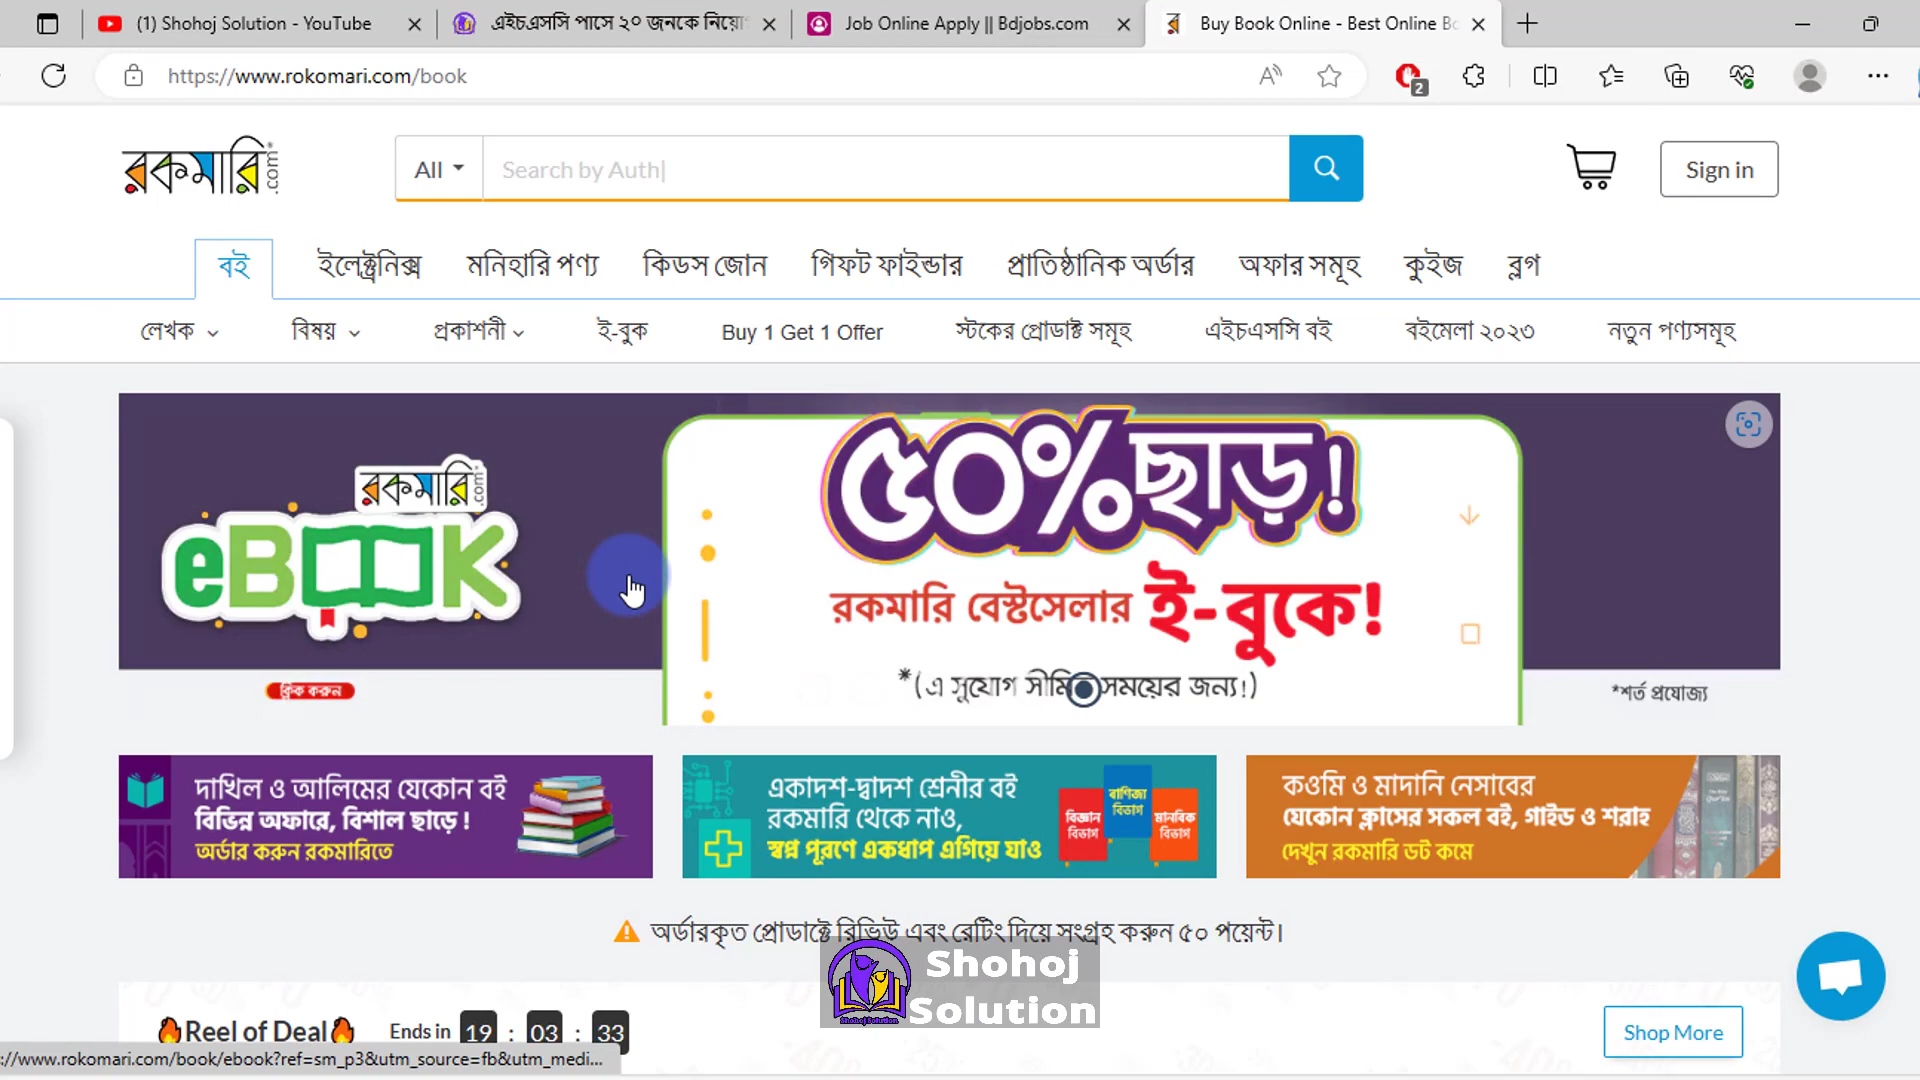 (1) Shohoj Solution - YouTube
এইচএসসি পাসে ২০ জনকে নিয়ো
Job Online Apply || Bdjobs.com
Buy Book Online - Best Online Bo
https://www.rokomari.com/book
2
রকমারি.com
All
Search by Auth|
Sign in
বই
ইলেক্ট্রনিক্স
মনিহারি পণ্য
কিডস জোন
গিফট ফাইন্ডার
প্রাতিষ্ঠানিক অর্ডার
অফার সমূহ
কুইজ
ব্লগ
লেখক
বিষয়
প্রকাশনী
ই-বুক
Buy 1 Get 1 Offer
স্টকের প্রোডাক্ট সমূহ
এইচএসসি বই
বইমেলা ২০২৩
নতুন পণ্যসমূহ
রকমারি.com
eBOOK
ক্লিক করুন
৫০% ছাড়!
রকমারি বেস্টসেলার ই-বুকে!
*(এ সুযোগ সীমিত সময়ের জন্য!)
*শর্ত প্রযোজ্য
দাখিল ও আলিমের যেকোন বই
বিভিন্ন অফারে, বিশাল ছাড়ে !
অর্ডার করুন রকমারিতে
একাদশ-দ্বাদশ শ্রেনীর বই
রকমারি থেকে নাও,
স্বপ্ন পূরণে একধাপ এগিয়ে যাও
বিজ্ঞান বিভাগ
বাণিজ্য বিভাগ
মানবিক বিভাগ
কওমি ও মাদানি নেসাবের
যেকোন ক্লাসের সকল বই, গাইড ও শরাহ
দেখুন রকমারি ডট কমে
অর্ডারকৃত প্রোডাক্টে রিভিউ এবং রেটিং দিয়ে সংগ্রহ করুন ৫০ পয়েন্ট।
Shohoj
Solution
Shohoj Solution
Reel of Deal
Ends in 19 : 03 : 33
Shop More
://www.rokomari.com/book/ebook?ref=sm_p3&utm_source=fb&utm_medi...